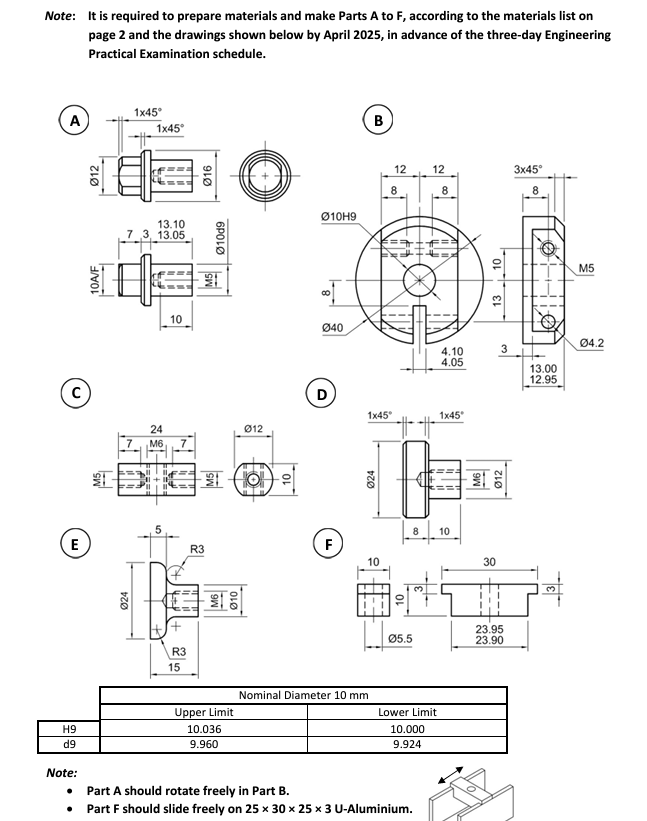 Note: It is required to prepare materials and make Parts A to F, according to the materials list on
page 2 and the drawings shown below by April 2025, in advance of the three-day Engineering
Practical Examination schedule.
A
1x45°
1x45°
Ø12
Ø16
7 3 13.10
13.05
Ø10d9
10A/F
M5
10
B
12 12
8 8
Ø10H9
8
Ø40
4.10
4.05
3x45°
8
10
M5
13
3
Ø4.2
13.00
12.95
C
24
7 M6 7
M5
M5
Ø12
10
D
1x45° 1x45°
Ø24
M6
Ø12
8 10
E
5
R3
Ø24
M6
Ø10
R3
15
F
10
30
3
10
3
Ø5.5
23.95
23.90
Nominal Diameter 10 mm
Upper Limit Lower Limit
H9 10.036 10.000
d9 9.960 9.924
Note:
• Part A should rotate freely in Part B.
• Part F should slide freely on 25 × 30 × 25 × 3 U-Aluminium.